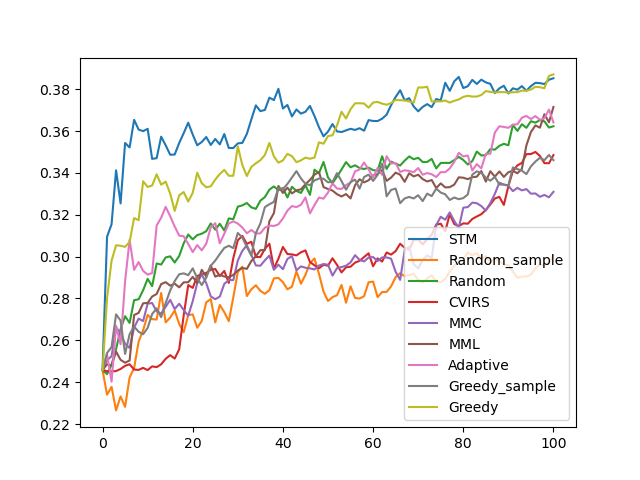 0.38
0.36
0.34
0.32
0.30
0.28
0.26
0.24
0.22
0
20
40
60
80
100
STM
Random_sample
Random
CVIRS
MMC
MML
Adaptive
Greedy_sample
Greedy